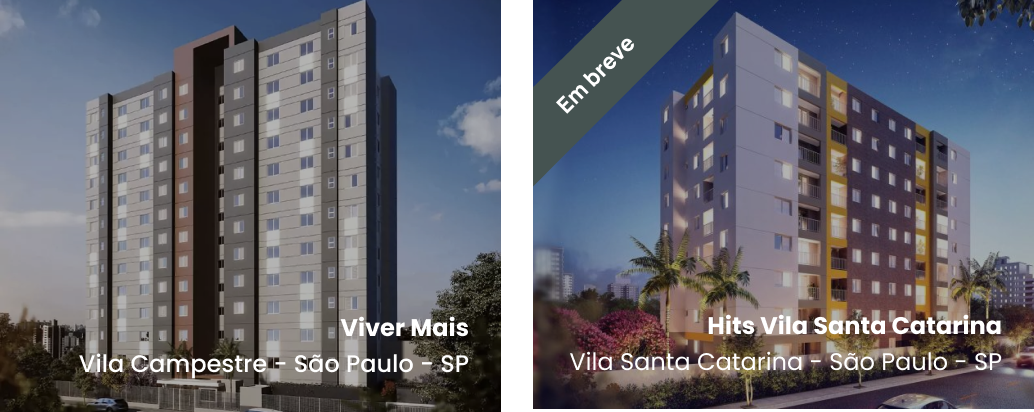 Viver Mais
Vila Campestre - São Paulo - SP
Em breve
Hits Vila Santa Catarina
Vila Santa Catarina - São Paulo - SP